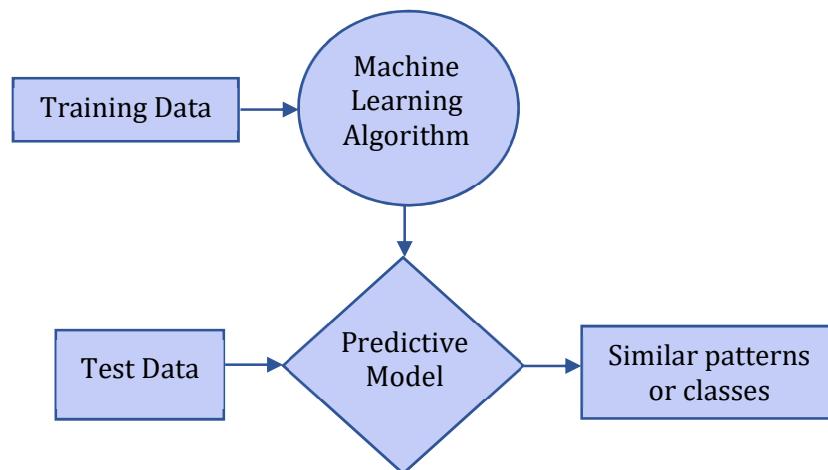 Machine
Learning
Algorithm
Training Data
Predictive
Model
Test Data
Similar patterns
or classes